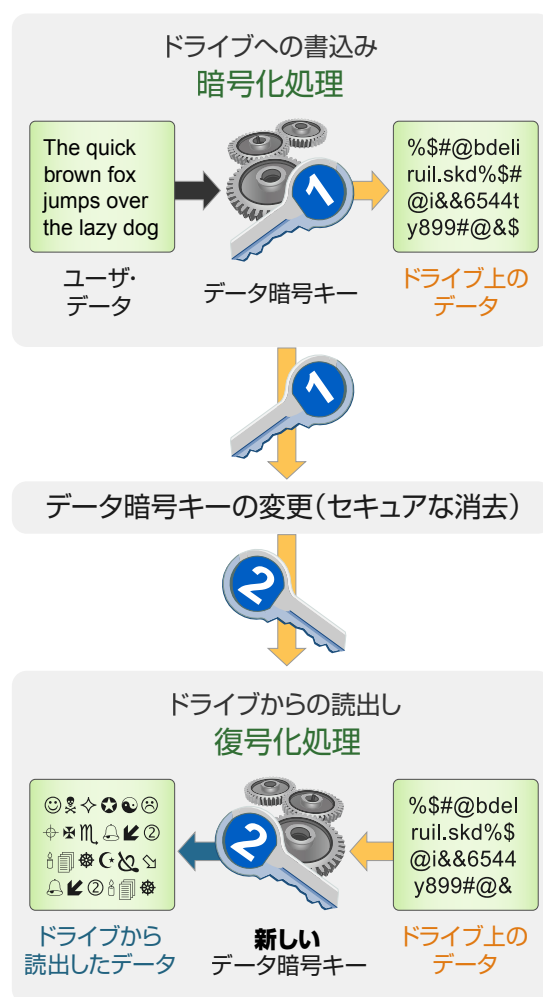 ドライブへの書込み
暗号化処理
The quick
brown fox
jumps over
the lazy dog
1
%$#@bdeli
ruil.skd%$#
@i&&6544t
y899#@&$
ユーザ・
データ
データ暗号キー
ドライブ上の
データ
1
データ暗号キーの変更（セキュアな消去）
2
ドライブからの読出し
復号化処理
☺☠✧✪☯☹
⌖✠♏🔔↙②
🕯🗐☸☪⅋⇘
🔔↙②🕯🗐☸
2
%$#@bdel
ruil.skd%$
@i&&6544
y899#@&
ドライブから
読出したデータ
新しい
データ暗号キー
ドライブ上の
データ